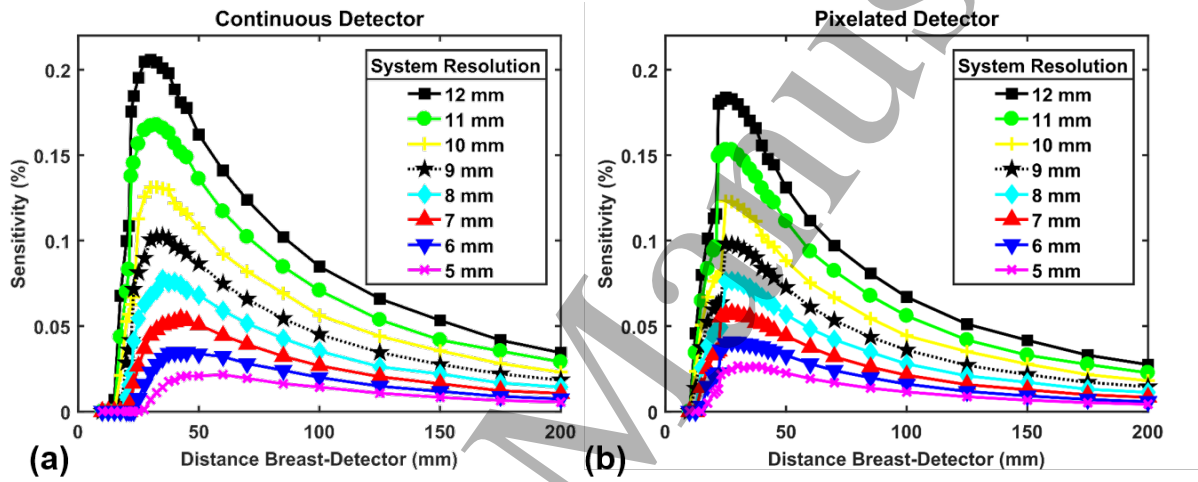 Continuous Detector
0.2
0.15
0.1
0.05
0
Sensitivity (%)
50
100
150
200
Distance Breast-Detector (mm)
System Resolution
12 mm
11 mm
10 mm
9 mm
8 mm
7 mm
6 mm
5 mm
(a)
Pixelated Detector
0.2
0.15
0.1
0.05
0
Sensitivity (%)
50
100
150
200
Distance Breast-Detector (mm)
System Resolution
12 mm
11 mm
10 mm
9 mm
8 mm
7 mm
6 mm
5 mm
(b)
Manus